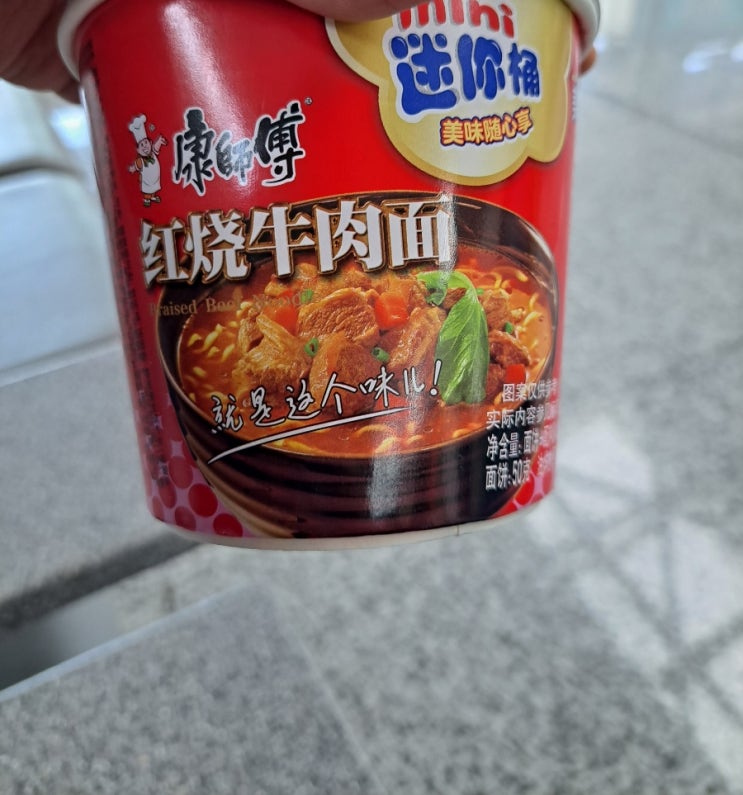 mini
迷你桶
美味随心享
康師傅
红烧牛肉面
Braised Beef
就是这个味儿!
图案仅供参
实际内容
净含量:面
面饼:50克